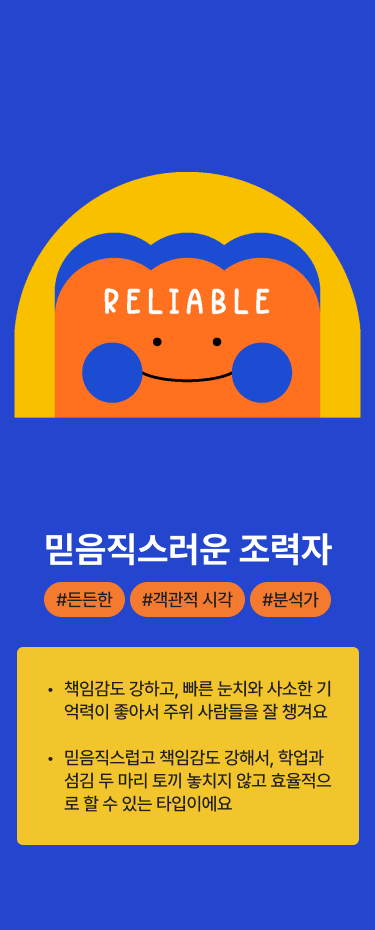 RELIABLE
믿음직스러운 조력자
#든든한 #객관적 시각 #분석가
• 책임감도 강하고, 빠른 눈치와 사소한 기
억력이 좋아서 주위 사람들을 잘 챙겨요
• 믿음직스럽고 책임감도 강해서, 학업과
섬김 두 마리 토끼 놓치지 않고 효율적으
로 할 수 있는 타입이에요